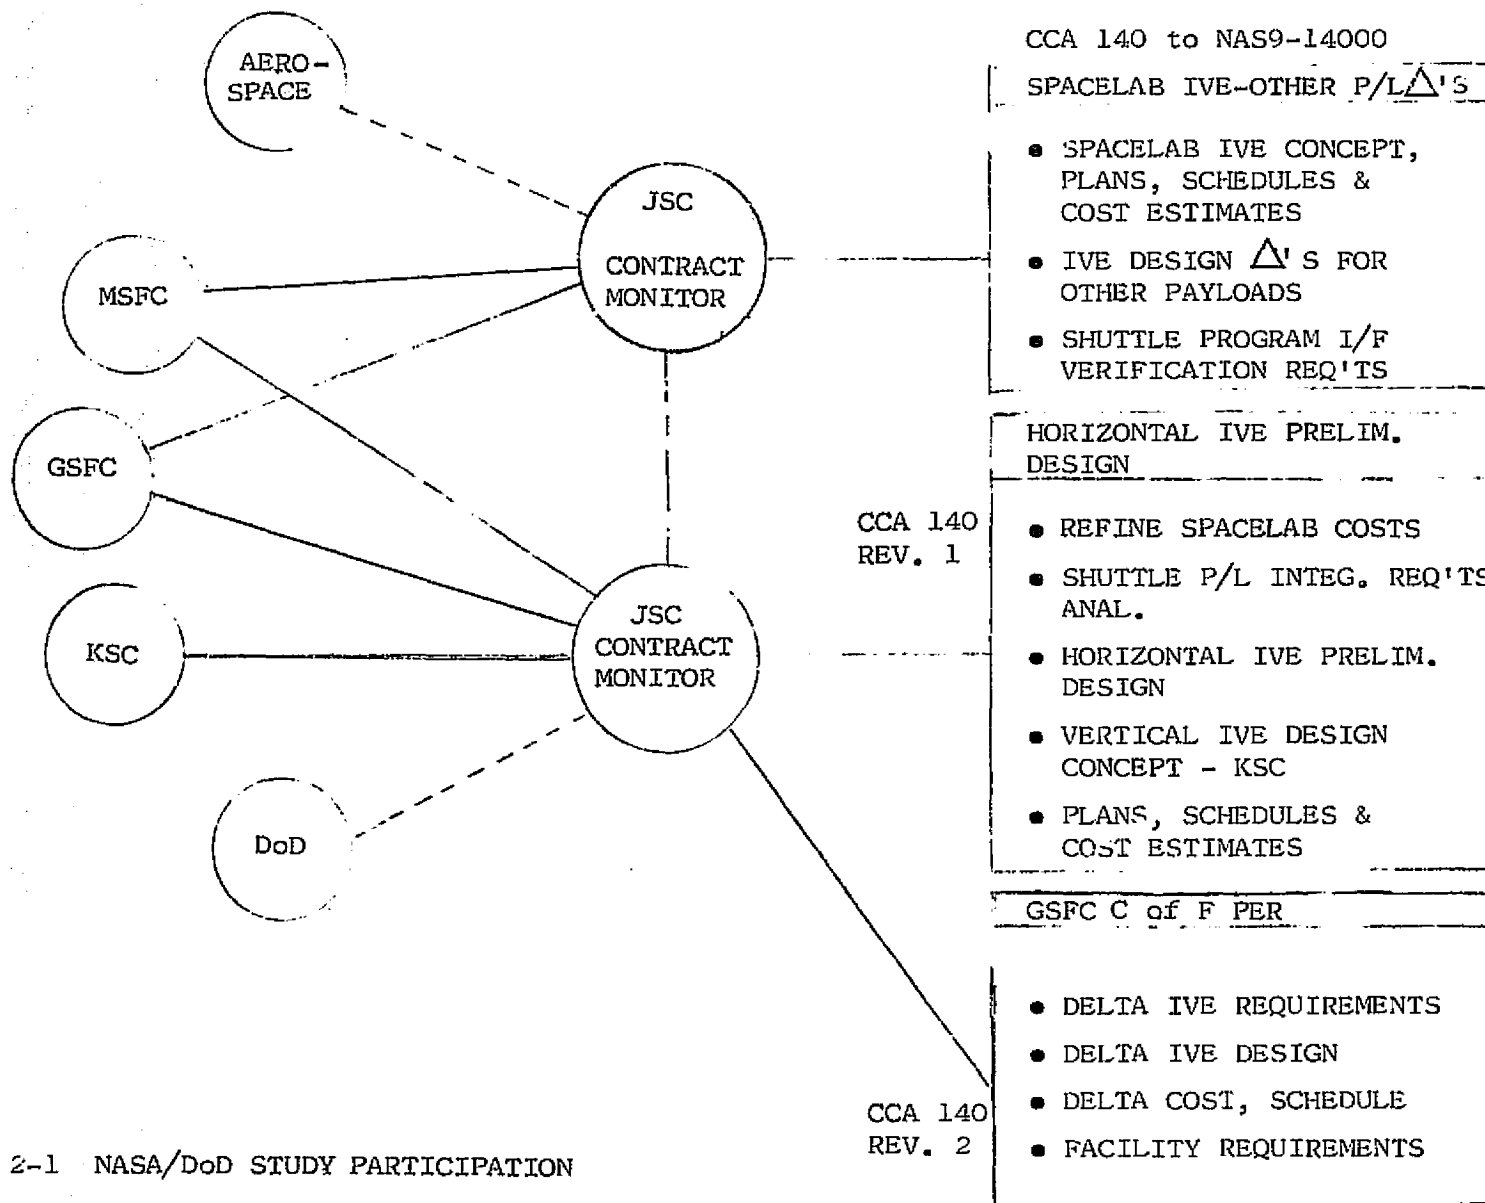 AERO-
SPACE
MSFC
GSFC
KSC
DoD
JSC
CONTRACT
MONITOR
JSC
CONTRACT
MONITOR
CCA 140 to NAS9-14000
SPACELAB IVE-OTHER P/L△'S
• SPACELAB IVE CONCEPT,
PLANS, SCHEDULES &
COST ESTIMATES
• IVE DESIGN △'S FOR
OTHER PAYLOADS
• SHUTTLE PROGRAM I/F
VERIFICATION REQ'TS
CCA 140
REV. 1
HORIZONTAL IVE PRELIM.
DESIGN
• REFINE SPACELAB COSTS
• SHUTTLE P/L INTEG. REQ'TS
ANAL.
• HORIZONTAL IVE PRELIM.
DESIGN
• VERTICAL IVE DESIGN
CONCEPT - KSC
• PLANS, SCHEDULES &
COST ESTIMATES
GSFC C of F PER
CCA 140
REV. 2
• DELTA IVE REQUIREMENTS
• DELTA IVE DESIGN
• DELTA COST, SCHEDULE
• FACILITY REQUIREMENTS
2-1 NASA/DoD STUDY PARTICIPATION